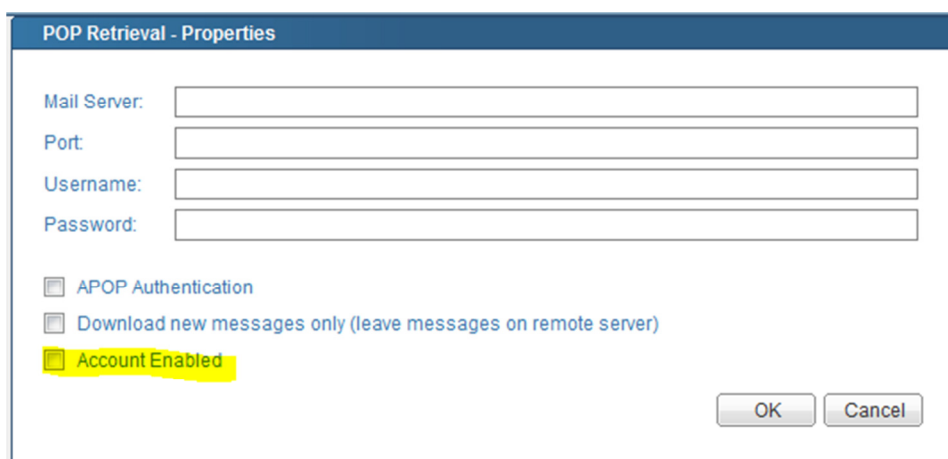 POP Retrieval - Properties
Mail Server:
Port:
Username:
Password:
APOP Authentication
Download new messages only (leave messages on remote server)
Account Enabled
OK Cancel